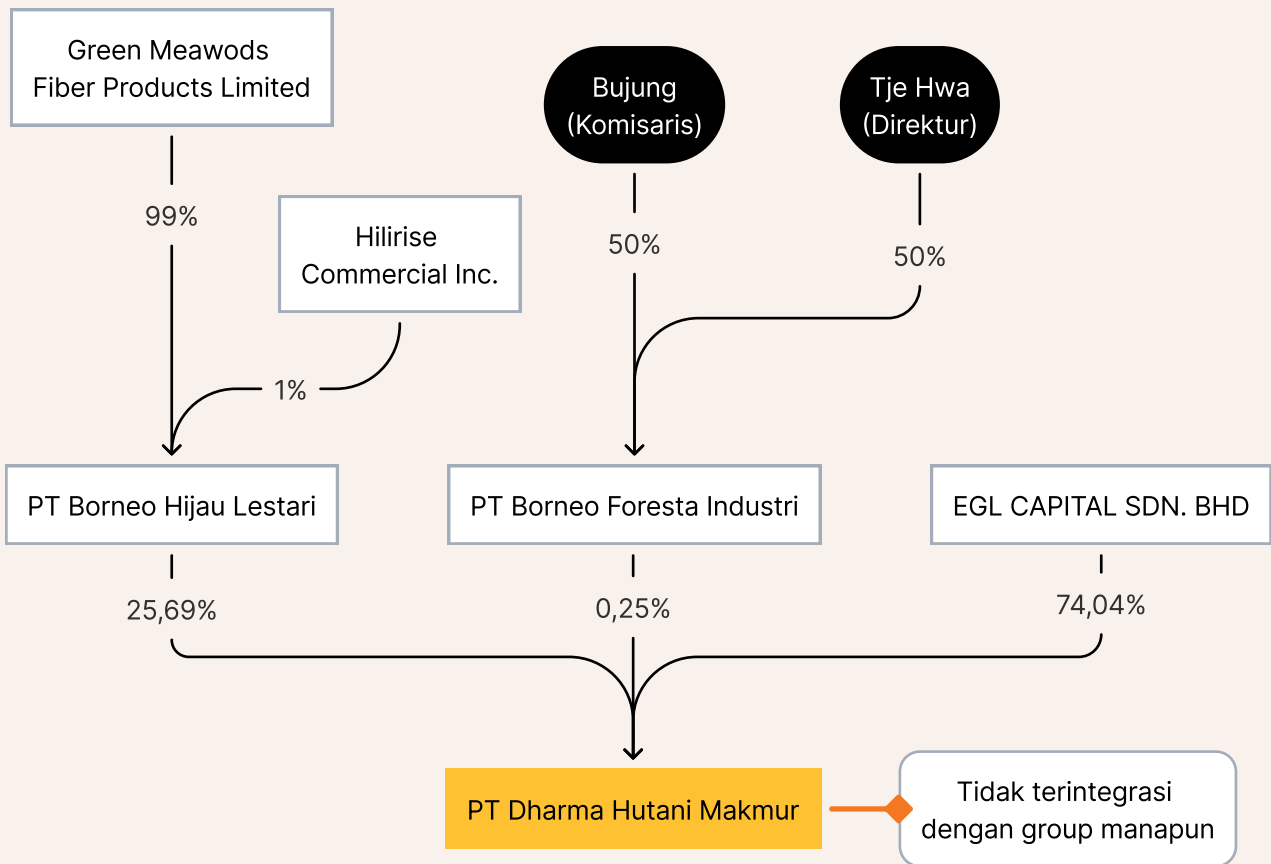 Green Meawods
Fiber Products Limited
Bujung
(Komisaris)
Tje Hwa
(Direktur)
99%
Hilirise
Commercial Inc.
50%
50%
1%
PT Borneo Hijau Lestari
PT Borneo Foresta Industri
EGL CAPITAL SDN. BHD
25,69%
0,25%
74,04%
PT Dharma Hutani Makmur
Tidak terintegrasi
dengan group manapun